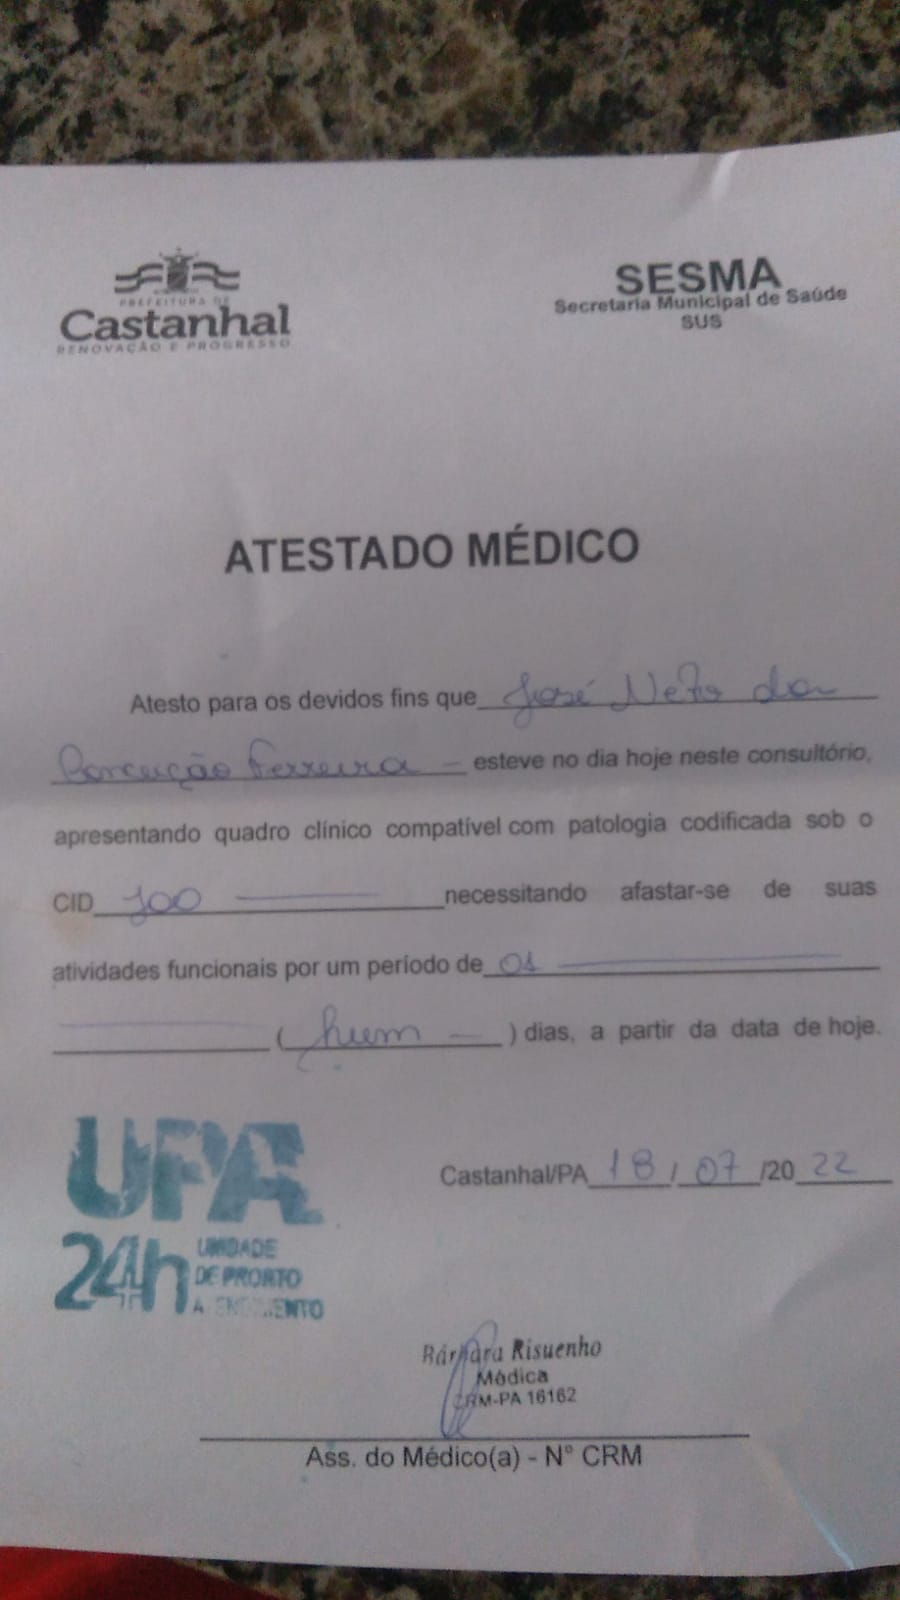 PREFEITURA DE
Castanhal
RENOVAÇÃO E PROGRESSO
SESMA
Secretaria Municipal de Saúde
SUS
ATESTADO MÉDICO
Atesto para os devidos fins que José Neto da
Conceição Ferreira - esteve no dia hoje neste consultório,
apresentando quadro clínico compatível com patologia codificada sob o
CID J00 necessitando afastar-se de suas
atividades funcionais por um período de 01
( hum - ) dias, a partir da data de hoje.
Castanhal/PA 18 / 07 /20 22
UPA
24h UNIDADE
DE PRONTO
ATENDIMENTO
Bárbara Risuenho
Médica
CRM-PA 16162
Ass. do Médico(a) - N° CRM